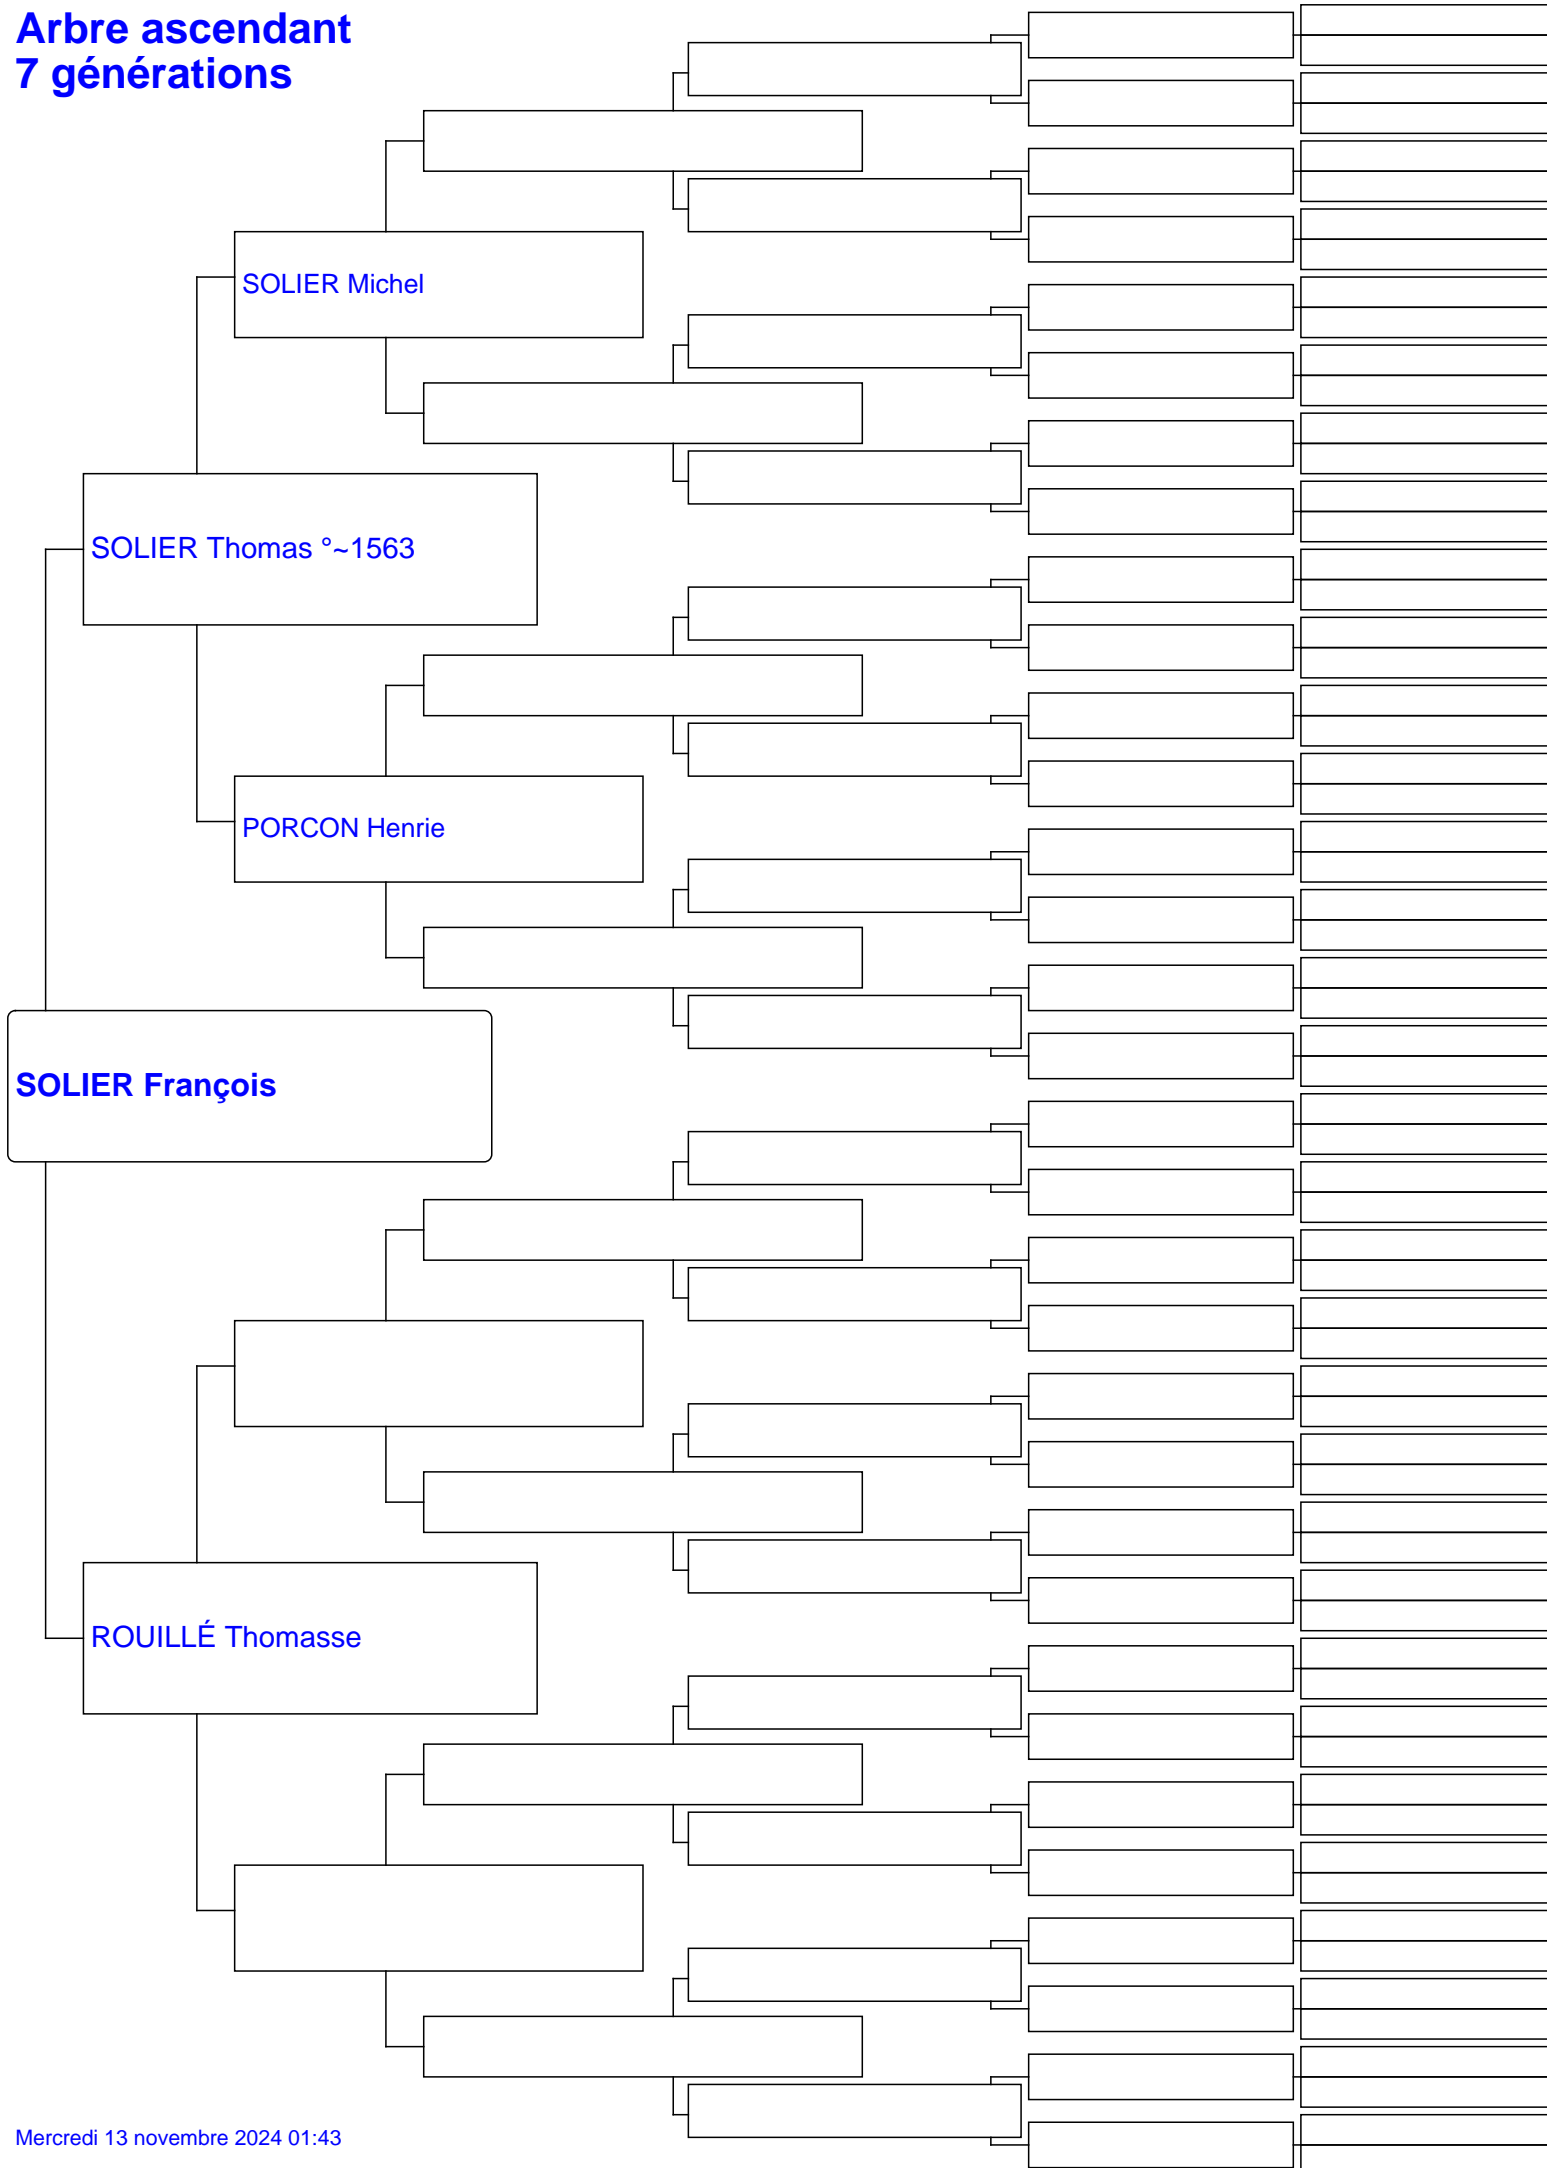 Arbre ascendant
7 générations
SOLIER Michel
SOLIER Thomas °~1563
PORCON Henrie
SOLIER François
ROUILLÉ Thomasse
Mercredi 13 novembre 2024 01:43